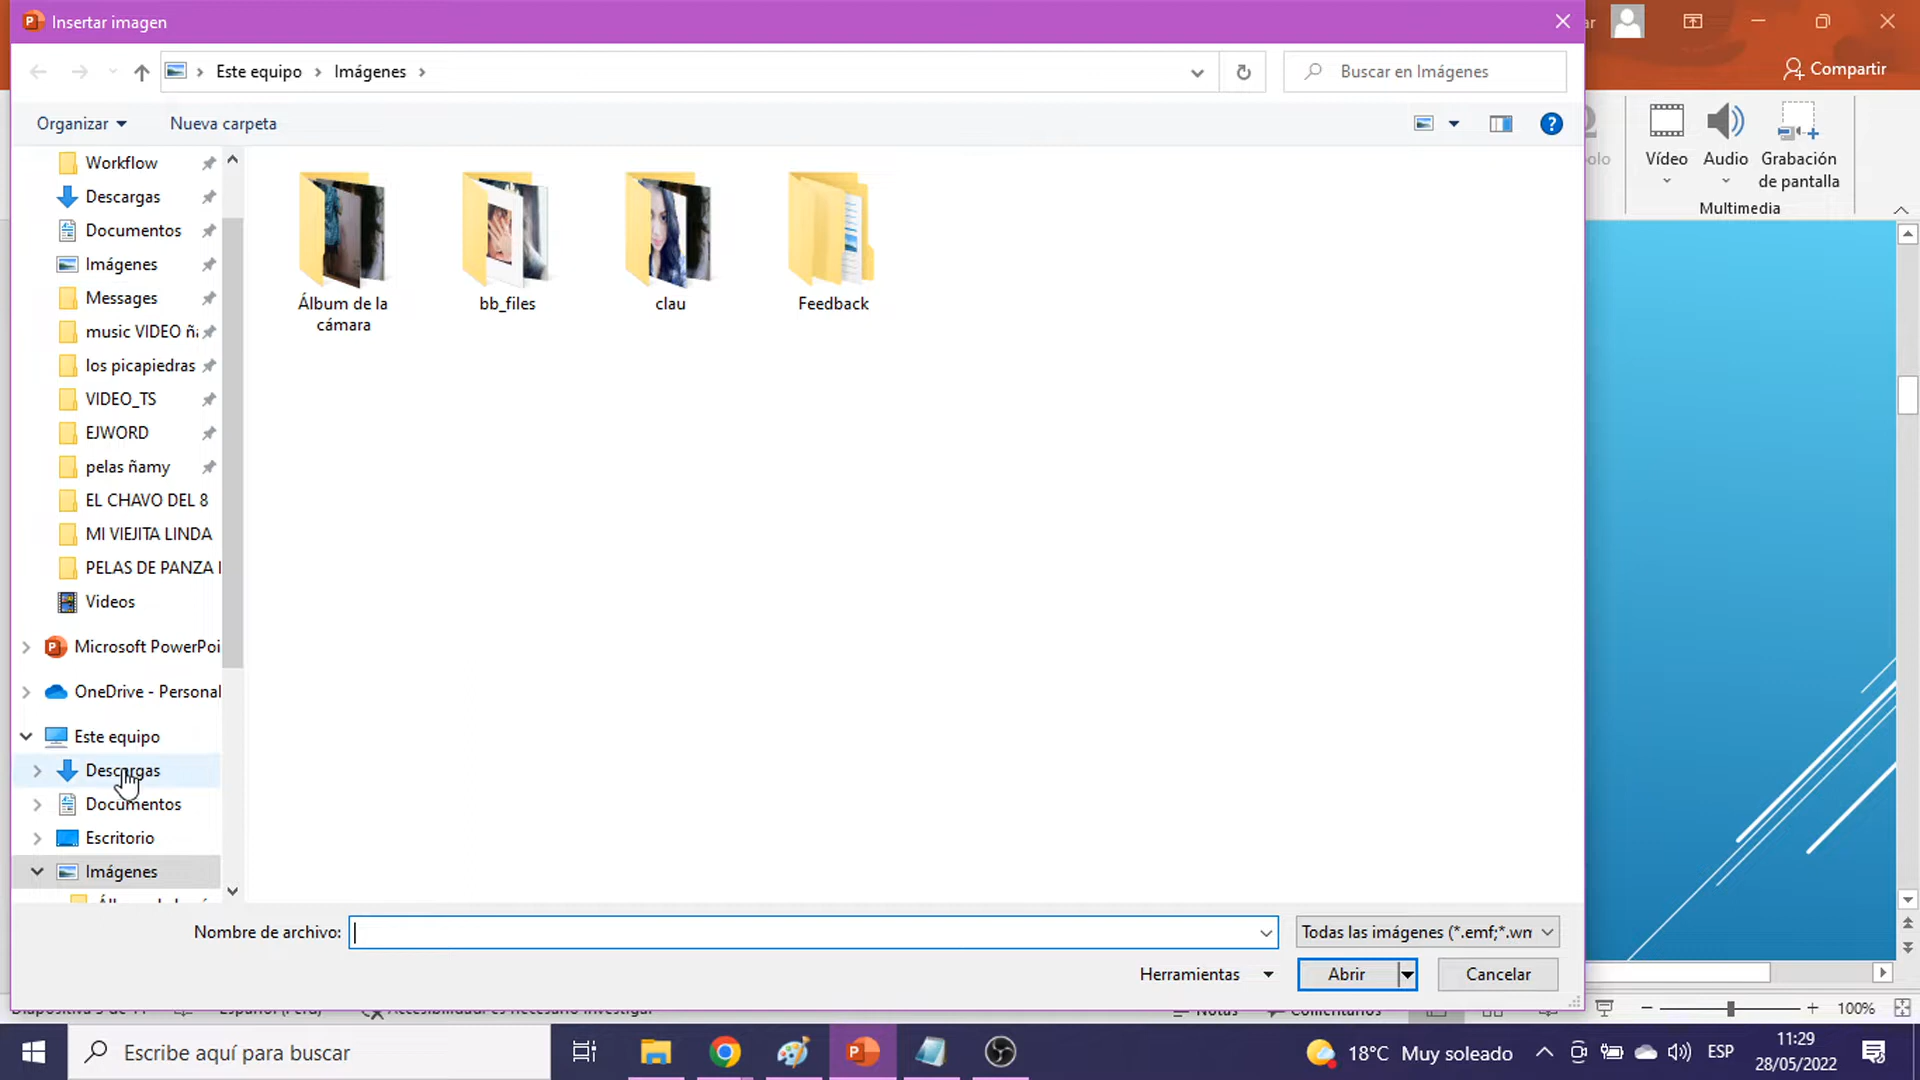 Insertar imagen
Compartir
Este equipo
Imágenes
Buscar en Imágenes
Organizar
Nueva carpeta
Vídeo
Audio
Grabación
de pantalla
Multimedia
Workflow
Descargas
Documentos
Imágenes
Messages
music VIDEO
los picapiedras
VIDEO_TS
EJWORD
pelas ñamy
EL CHAVO DEL 8
MI VIEJITA LINDA
PELAS DE PANZA
Videos
Álbum de la
cámara
bb_files
clau
Feedback
Microsoft PowerPoi
OneDrive - Personal
Este equipo
Descargas
Documentos
Escritorio
Imágenes
Nombre de archivo:
Todas las imágenes (*.emf;*.wm
Herramientas
Abrir
Cancelar
100%
Escribe aquí para buscar
18°C Muy soleado
ESP
11:29
28/05/2022